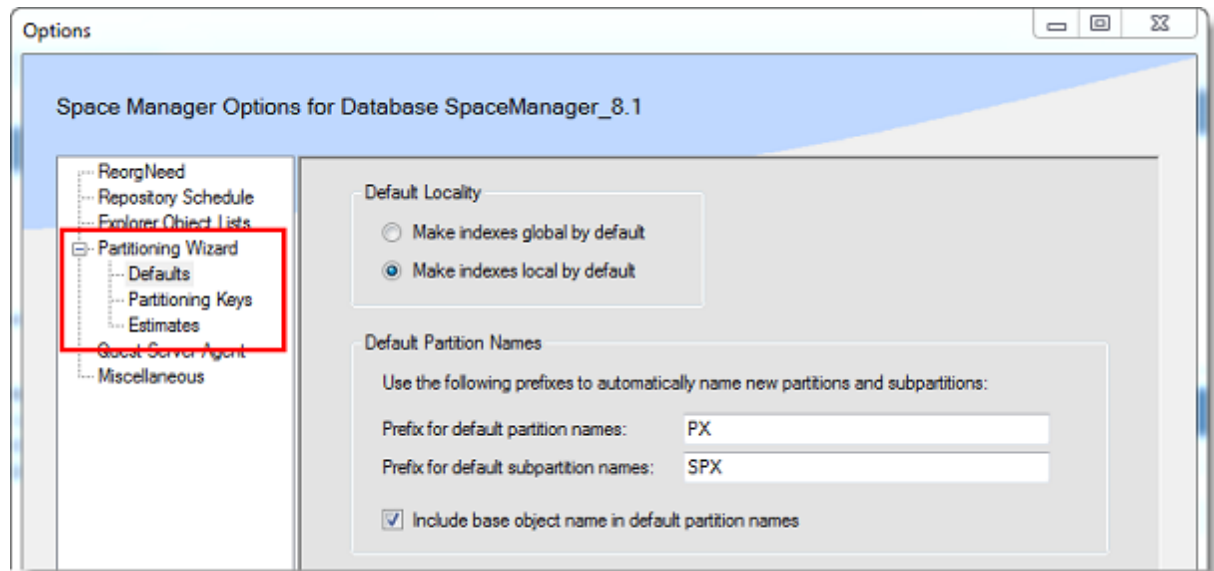 Options
Space Manager Options for Database SpaceManager_8.1
ReorgNeed
Repository Schedule
Explorer Object Lists
Partitioning Wizard
Defaults
Partitioning Keys
Estimates
Quest Server Agent
Miscellaneous
Default Locality
Make indexes global by default
Make indexes local by default
Default Partition Names
Use the following prefixes to automatically name new partitions and subpartitions:
Prefix for default partition names: PX
Prefix for default subpartition names: SPX
Include base object name in default partition names